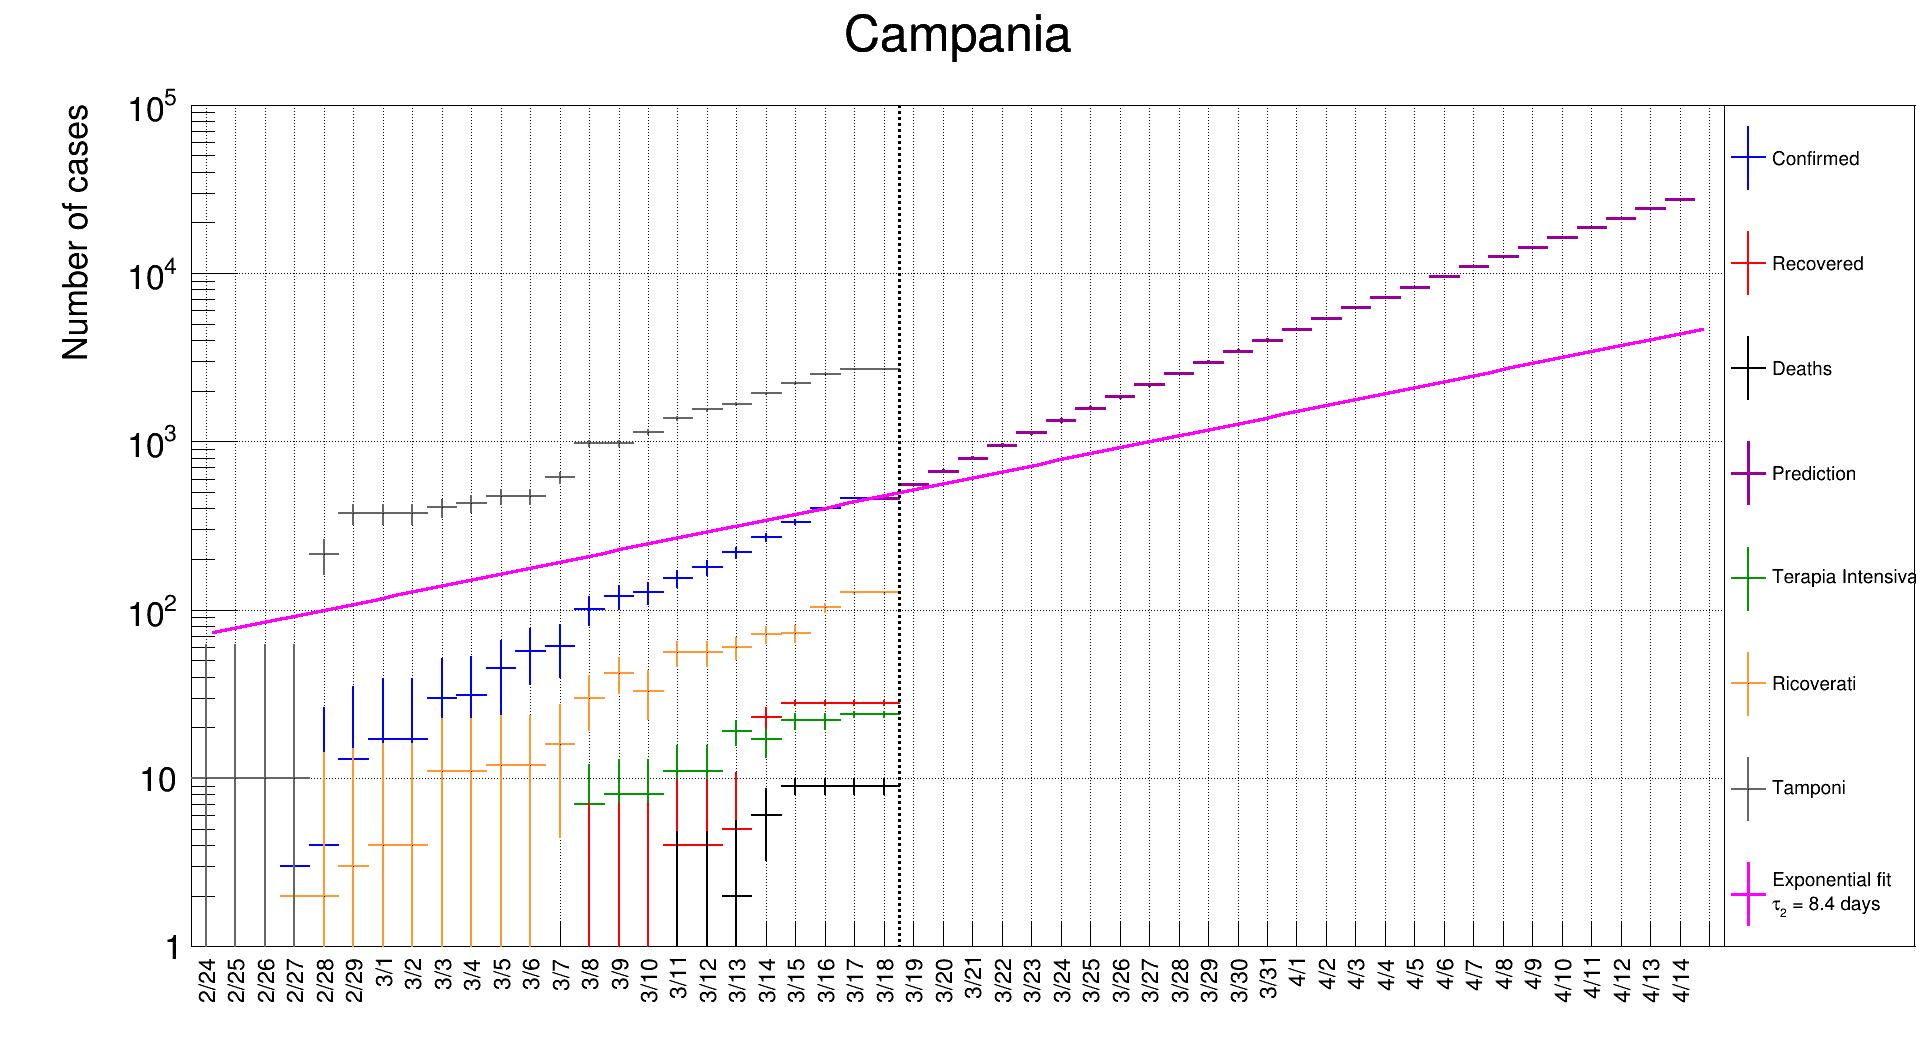 Campania
Number of cases
10^5
10^4
10^3
10^2
10
1
2/24 2/25 2/26 2/27 2/28 2/29 3/1 3/2 3/3 3/4 3/5 3/6 3/7 3/8 3/9 3/10 3/11 3/12 3/13 3/14 3/15 3/16 3/17 3/18 3/19 3/20 3/21 3/22 3/23 3/24 3/25 3/26 3/27 3/28 3/29 3/30 3/31 4/1 4/2 4/3 4/4 4/5 4/6 4/7 4/8 4/9 4/10 4/11 4/12 4/13 4/14
Confirmed
Recovered
Deaths
Prediction
Terapia Intensiva
Ricoverati
Tamponi
Exponential fit
τ_2 = 8.4 days